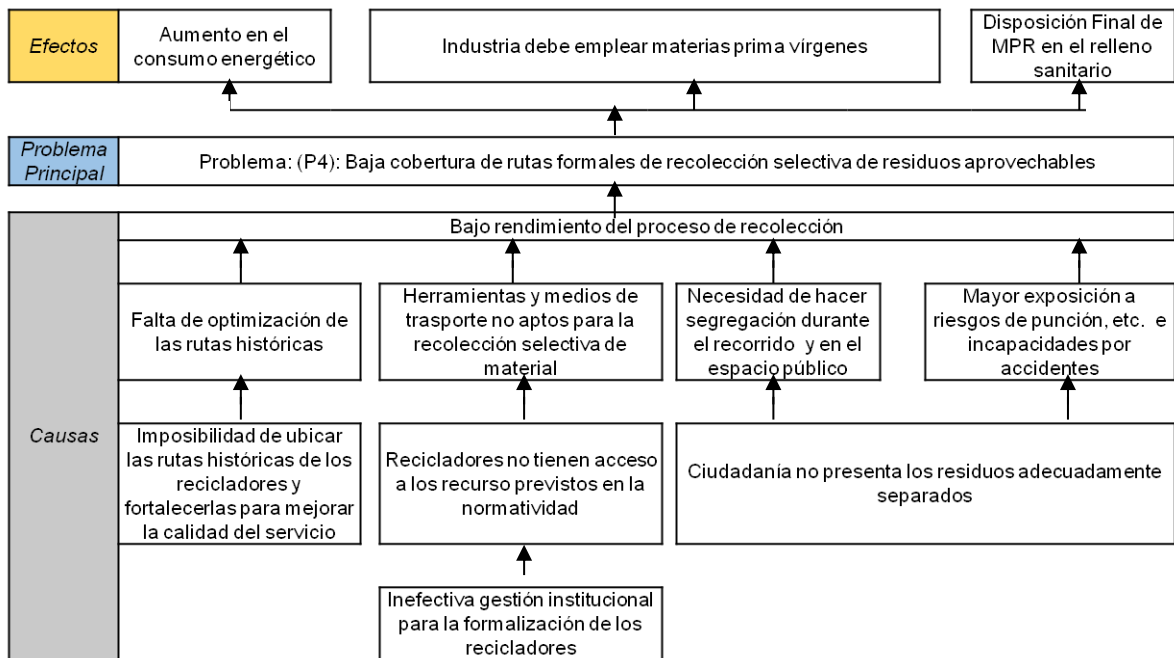 Efectos
Aumento en el
consumo energético
Industria debe emplear materias prima vírgenes
Disposición Final de
MPR en el relleno
sanitario
Problema
Principal
Problema: (P4): Baja cobertura de rutas formales de recolección selectiva de residuos aprovechables
Causas
Bajo rendimiento del proceso de recolección
Falta de optimización de
las rutas históricas
Herramientas y medios de
trasporte no aptos para la
recolección selectiva de
material
Necesidad de hacer
segregación durante
el recorrido y en el
espacio público
Mayor exposición a
riesgos de punción, etc. e
incapacidades por
accidentes
Imposibilidad de ubicar
las rutas históricas de los
recicladores y
fortalecerlas para mejorar
la calidad del servicio
Recicladores no tienen acceso
a los recurso previstos en la
normatividad
Ciudadanía no presenta los residuos adecuadamente
separados
Inefectiva gestión institucional
para la formalización de los
recicladores